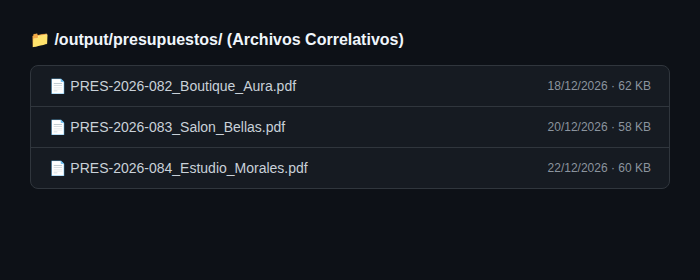 /output/presupuestos/ (Archivos Correlativos)
PRES-2026-082_Boutique_Aura.pdf 18/12/2026 · 62 KB
PRES-2026-083_Salon_Bellas.pdf 20/12/2026 · 58 KB
PRES-2026-084_Estudio_Morales.pdf 22/12/2026 · 60 KB